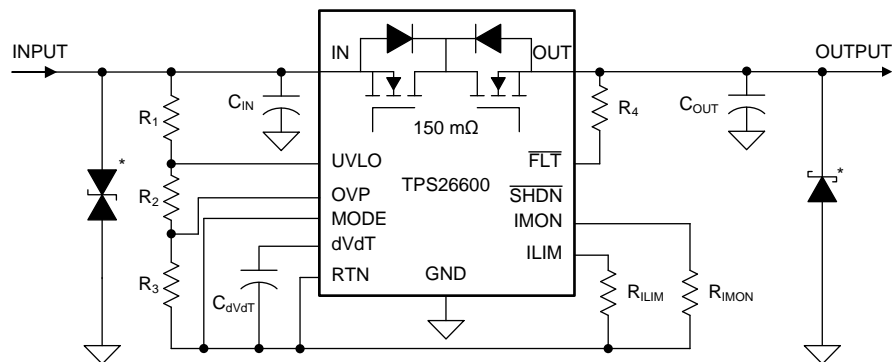 INPUT
IN
OUT
OUTPUT
R1
CIN
150 mΩ
R4
COUT
*
UVLO
FLT
TPS26600
*
R2
OVP
SHDN
MODE
IMON
dVdT
ILIM
R3
CdVdT
RTN
GND
RILIM
RIMON